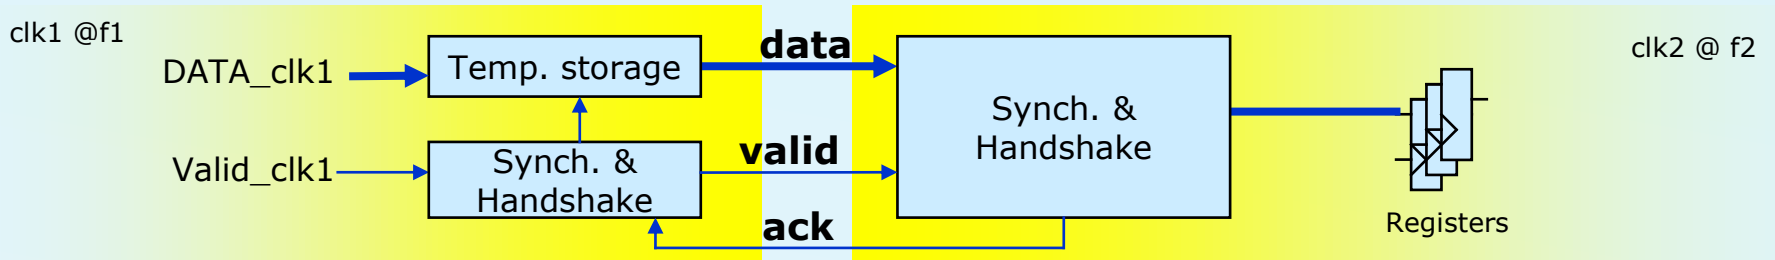 clk1 @f1
DATA_clk1
Temp. storage
data
Synch. &
Handshake
clk2 @ f2
Valid_clk1
Synch. &
Handshake
valid
ack
Registers